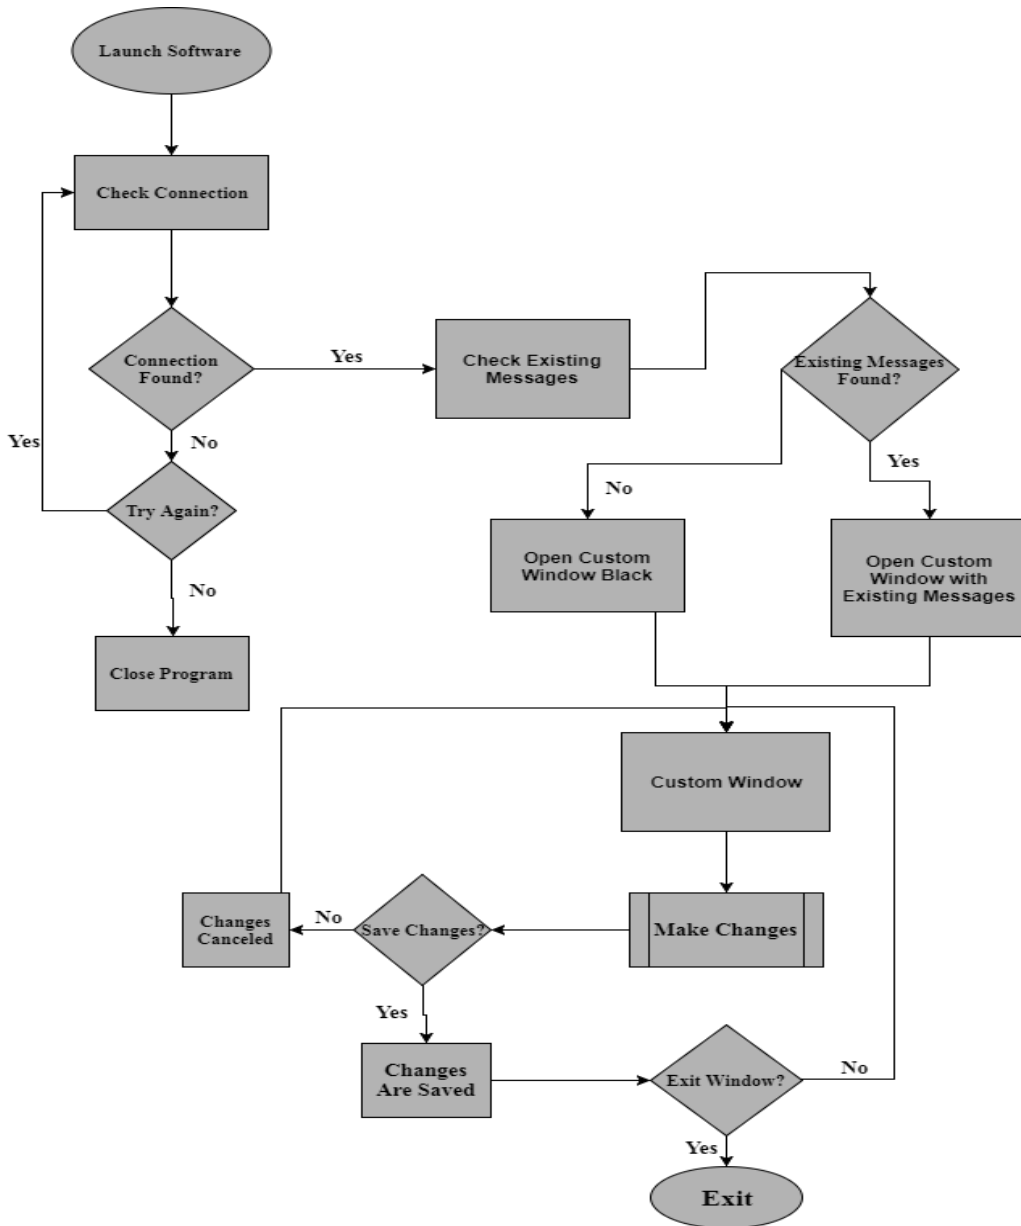 Launch Software
Check Connection
Connection
Found?
Yes
Check Existing
Messages
Existing Messages
Found?
Yes
No
Try Again?
No
Close Program
No
Open Custom
Window Black
Yes
Open Custom
Window with
Existing Messages
Custom Window
Make Changes
Save Changes?
No
Changes
Canceled
Yes
Changes
Are Saved
Exit Window?
No
Yes
Exit